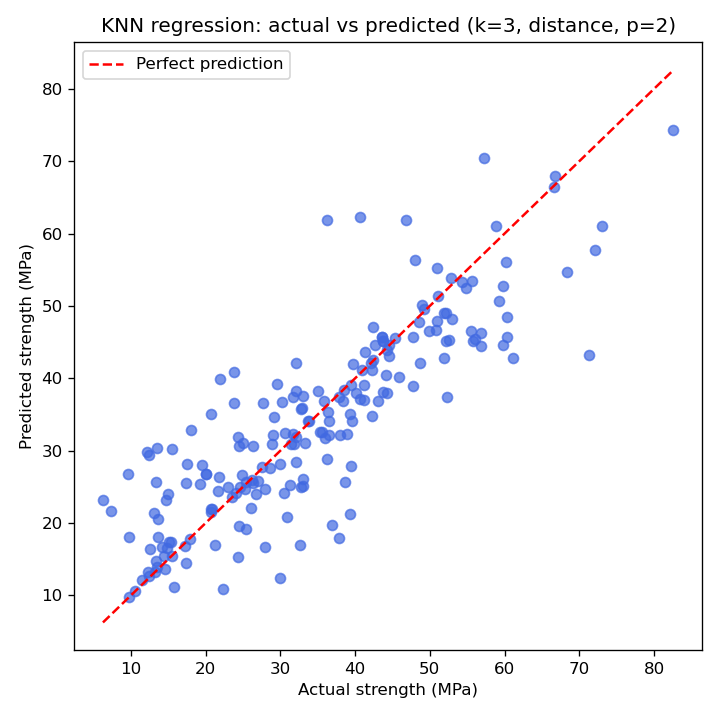 KNN regression: actual vs predicted (k=3, distance, p=2)
Perfect prediction
80
70
60
50
40
30
20
10
Predicted strength (MPa)
10 20 30 40 50 60 70 80
Actual strength (MPa)